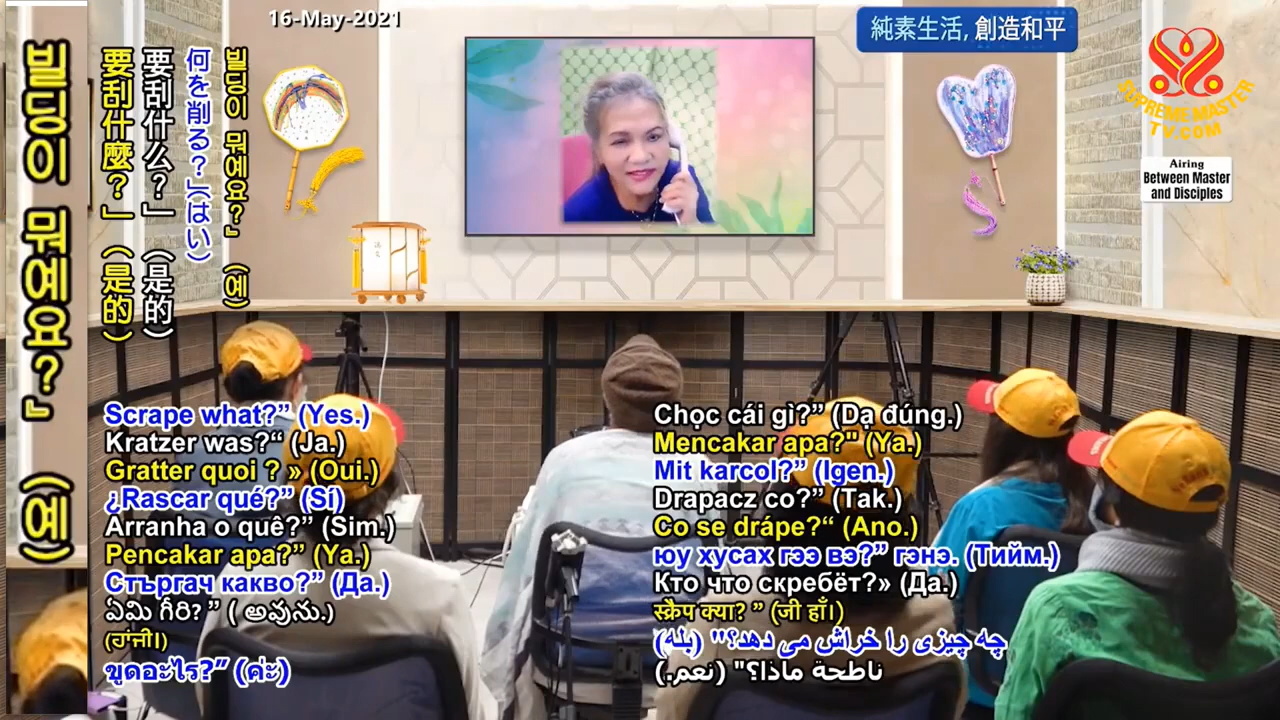 16-May-2021
純素生活, 創造和平
SUPREME MASTER
TV.COM
Airing
Between Master
and Disciples
빌딩이 뭐예요?』 (예)
要刮什麼？」(是的)
要刮什么？」(是的)
何を削る？」(はい)
빌딩이 뭐예요?』 (예)
Scrape what?” (Yes.)
Kratzer was?“ (Ja.)
Gratter quoi ? » (Oui.)
¿Rascar qué?” (Sí)
Arranha o quê?” (Sim.)
Pencakar apa?” (Ya.)
Стъргач какво?” (Да.)
ఏమి గీరి? ” ( అవును.)
(ਹਾਂਜੀ।)
ขูดอะไร?” (ค่ะ)
Chọc cái gì?” (Dạ đúng.)
Mencakar apa?" (Ya.)
Mit karcol?” (Igen.)
Drapacz co?” (Tak.)
Co se drápe?“ (Ano.)
юу хусах гээ вэ?” гэнэ. (Тийм.)
Кто что скребёт?» (Да.)
स्क्रैप क्या? ” (जी हाँ।)
چه چیزی را خراش می دهد؟" (بله)
ناطحة ماذا؟" (نعم.)